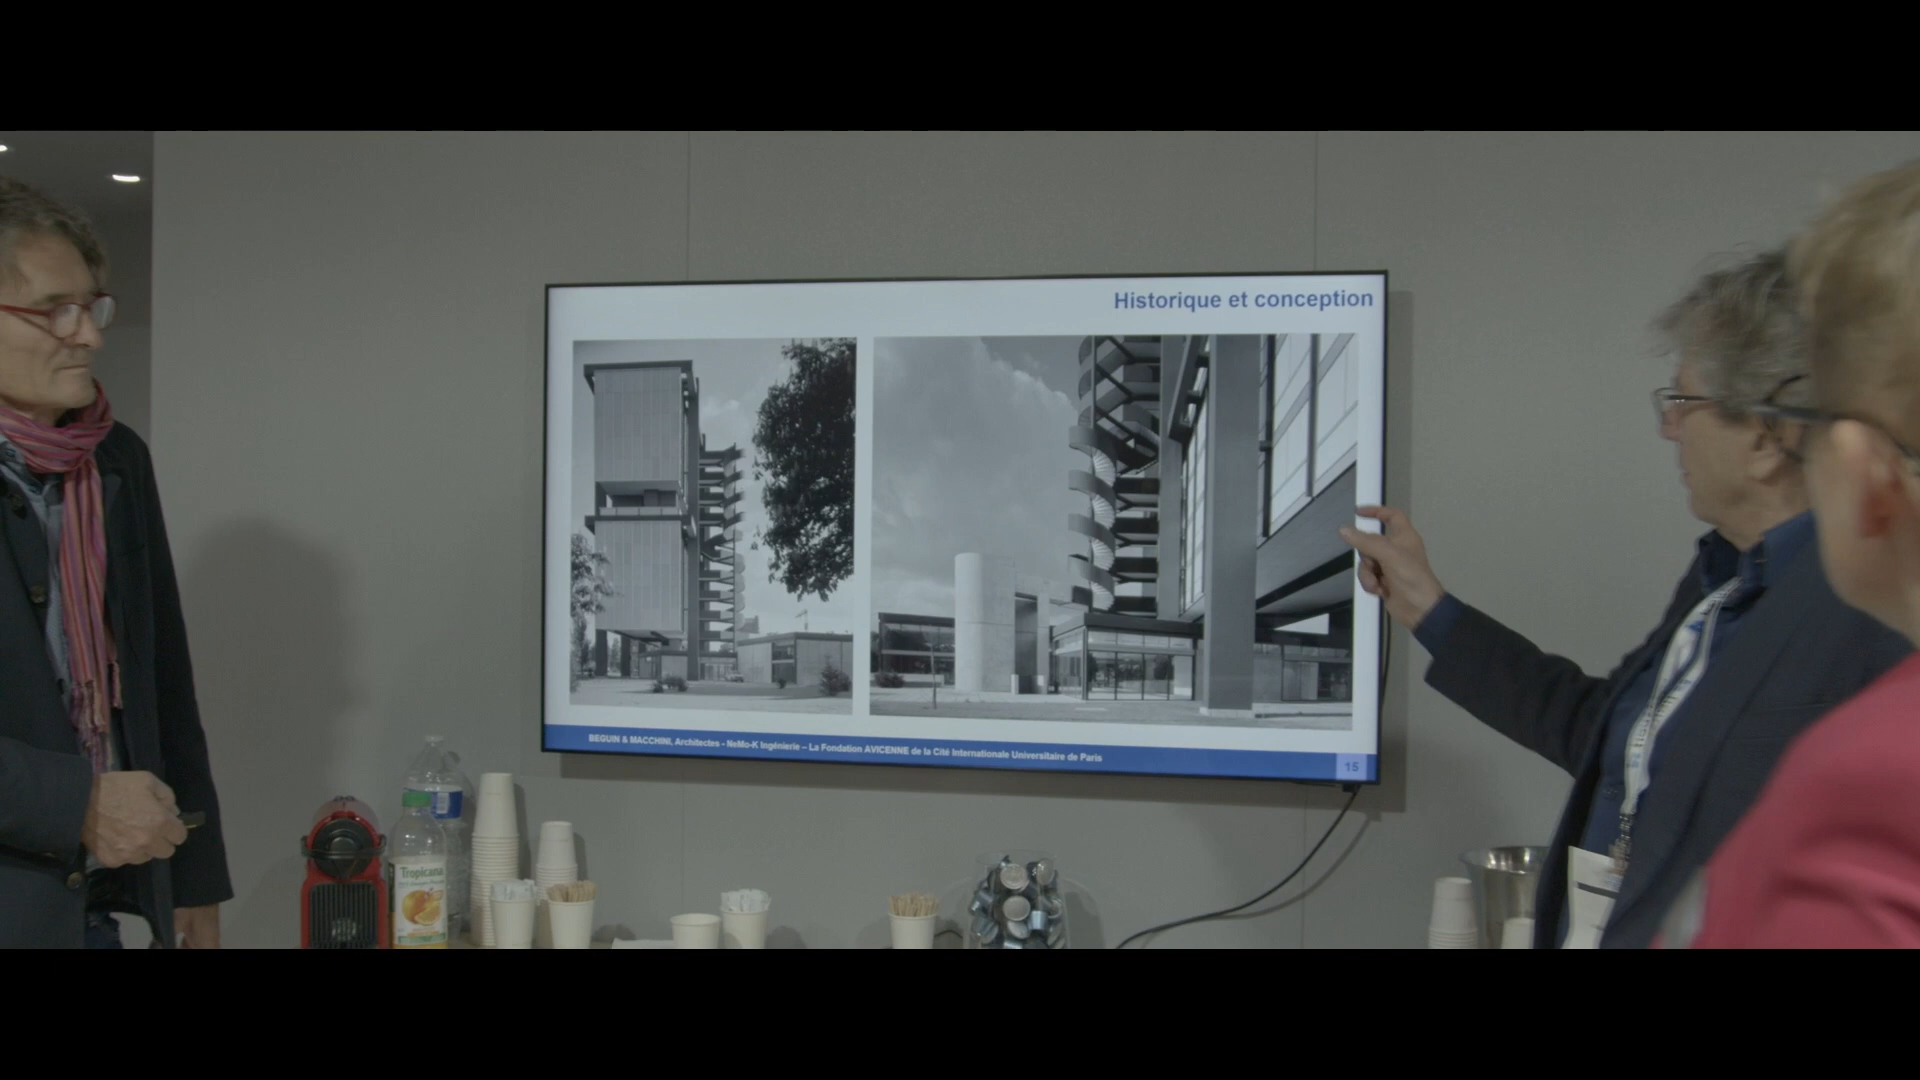 Historique et conception
BEGUIN & MACCHINI, Architectes - NeMo-K Ingénierie – La Fondation AVICENNE de la Cité Internationale Universitaire de Paris
15
Tropicana